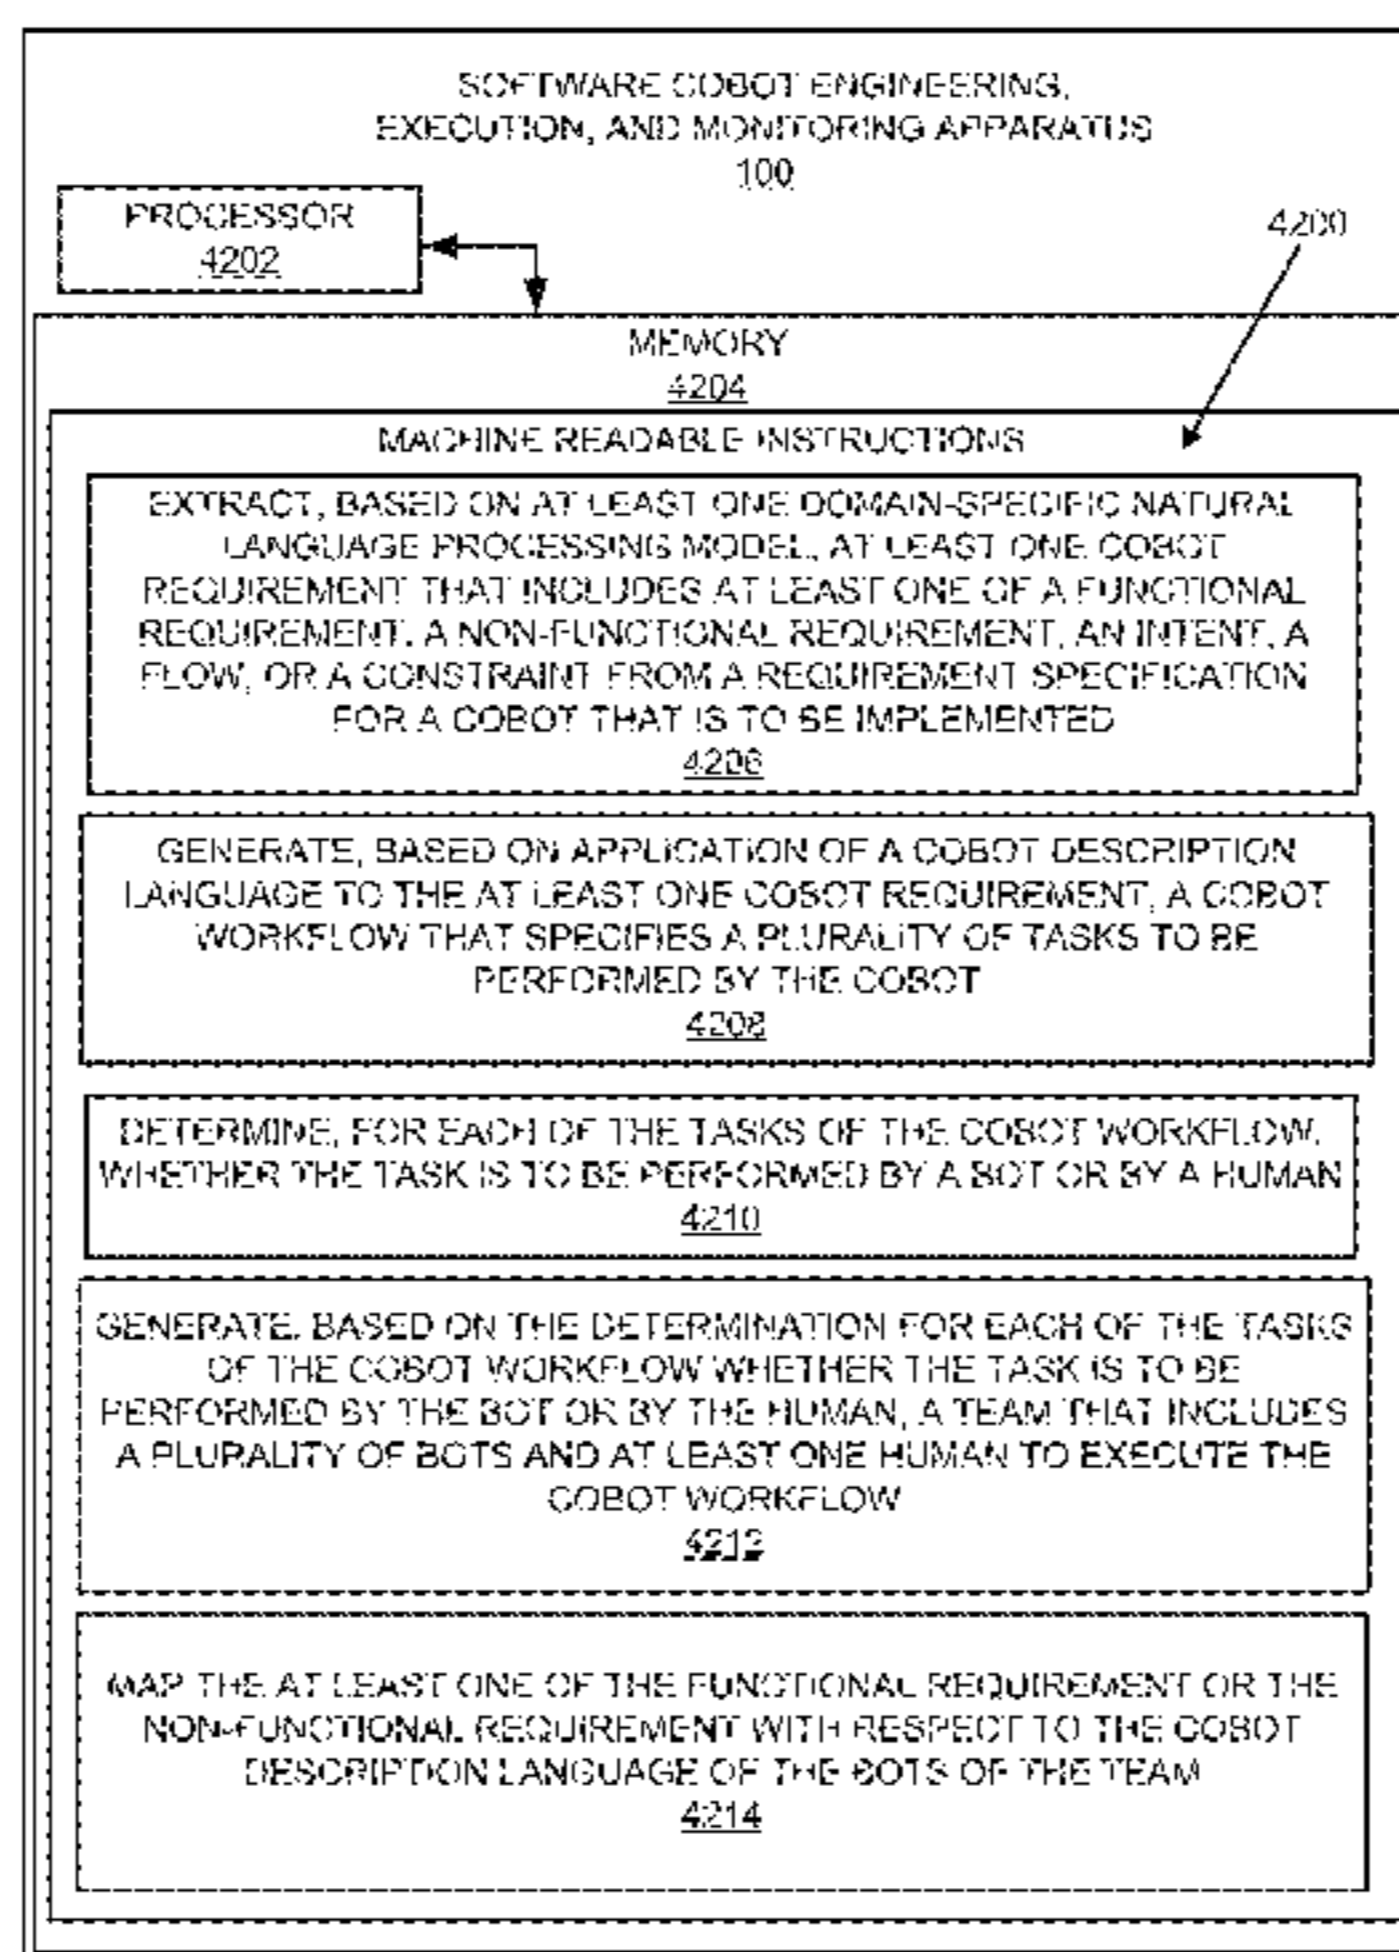 SOFTWARE COBOT ENGINEERING,
EXECUTION, AND MONITORING APPARATUS
100
PROCESSOR
4202
4200
MEMORY
4204
MACHINE READABLE INSTRUCTIONS
EXTRACT, BASED ON AT LEAST ONE DOMAIN-SPECIFIC NATURAL
LANGUAGE PROCESSING MODEL, AT LEAST ONE COBOT
REQUIREMENT THAT INCLUDES AT LEAST ONE OF A FUNCTIONAL
REQUIREMENT, A NON-FUNCTIONAL REQUIREMENT, AN INTENT, A
FLOW, OR A CONSTRAINT FROM A REQUIREMENT SPECIFICATION
FOR A COBOT THAT IS TO BE IMPLEMENTED
4206
GENERATE, BASED ON APPLICATION OF A COBOT DESCRIPTION
LANGUAGE TO THE AT LEAST ONE COBOT REQUIREMENT, A COBOT
WORKFLOW THAT SPECIFIES A PLURALITY OF TASKS TO BE
PERFORMED BY THE COBOT
4208
DETERMINE, FOR EACH OF THE TASKS OF THE COBOT WORKFLOW,
WHETHER THE TASK IS TO BE PERFORMED BY A BOT OR BY A HUMAN
4210
GENERATE, BASED ON THE DETERMINATION FOR EACH OF THE TASKS
OF THE COBOT WORKFLOW WHETHER THE TASK IS TO BE
PERFORMED BY THE BOT OR BY THE HUMAN, A TEAM THAT INCLUDES
A PLURALITY OF BOTS AND AT LEAST ONE HUMAN TO EXECUTE THE
COBOT WORKFLOW
4212
MAP THE AT LEAST ONE OF THE FUNCTIONAL REQUIREMENT OR THE
NON-FUNCTIONAL REQUIREMENT WITH RESPECT TO THE COBOT
DESCRIPTION LANGUAGE OF THE BOTS OF THE TEAM
4214